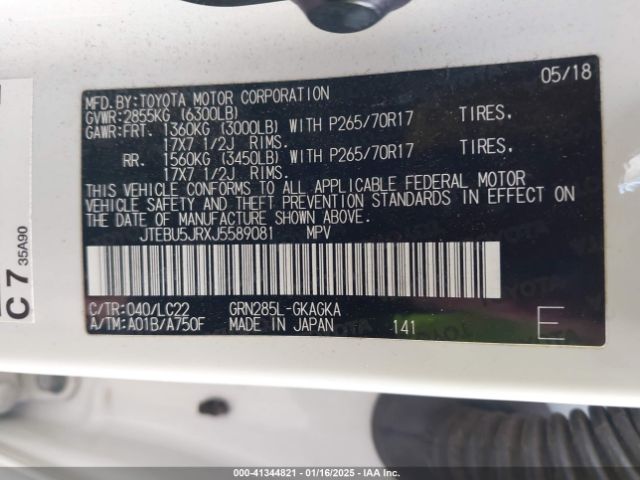 05/18
MFD.BY:TOYOTA MOTOR CORPORATION
GVWR:2855KG (6300LB)
GAWR:FRT. 1360KG (3000LB) WITH P265/70R17 TIRES.
17X7 1/2J RIMS.
RR. 1560KG (3450LB) WITH P265/70R17 TIRES,
17X7 1/2J RIMS.
THIS VEHICLE CONFORMS TO ALL APPLICABLE FEDERAL MOTOR
VEHICLE SAFETY AND THEFT PREVENTION STANDARDS IN EFFECT ON
THE DATE OF MANUFACTURE SHOWN ABOVE.
JTEBU5JRXJ5589081 MPV
C/TR:040/LC22 GRN285L-GKAGKA
A/TM:A01B/A750F MADE IN JAPAN 141 E
C 7 35A90
000-41344821 | 01/16/2025 | IAA Inc.